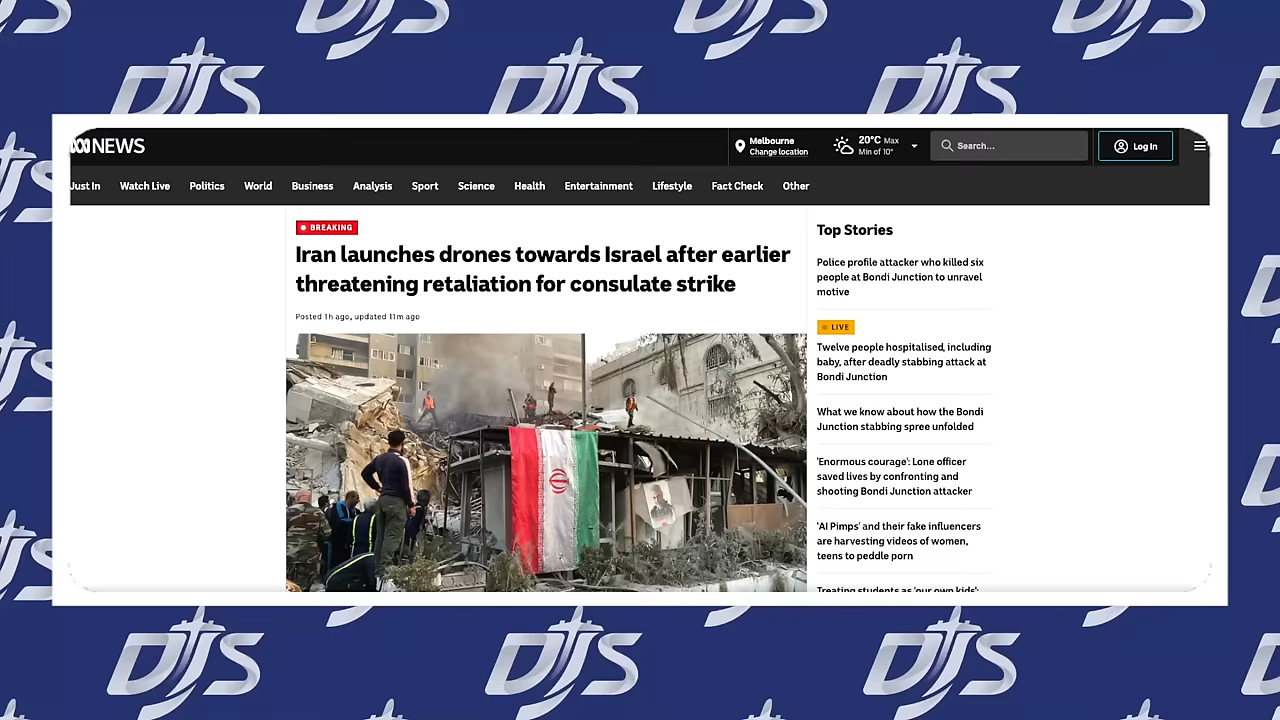 DJS
NEWS
Melbourne
Change location
20°C Max
Min of 10°
Search...
Log In
Just In
Watch Live
Politics
World
Business
Analysis
Sport
Science
Health
Entertainment
Lifestyle
Fact Check
Other
BREAKING
Iran launches drones towards Israel after earlier
threatening retaliation for consulate strike
Posted 1h ago, updated 11m ago
Top Stories
Police profile attacker who killed six
people at Bondi Junction to unravel
motive
LIVE
Twelve people hospitalised, including
baby, after deadly stabbing attack at
Bondi Junction
What we know about how the Bondi
Junction stabbing spree unfolded
'Enormous courage': Lone officer
saved lives by confronting and
shooting Bondi Junction attacker
'AI Pimps' and their fake influencers
are harvesting videos of women,
teens to peddle porn
Treating students as 'our own kids':